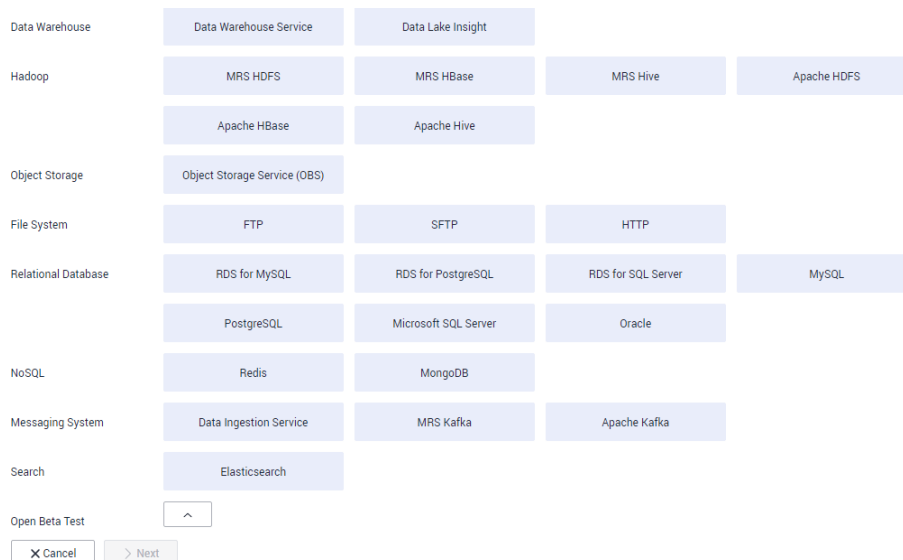 Data Warehouse Data Warehouse Service Data Lake Insight
Hadoop MRS HDFS MRS HBase MRS Hive Apache HDFS
Apache HBase Apache Hive
Object Storage Object Storage Service (OBS)
File System FTP SFTP HTTP
Relational Database RDS for MySQL RDS for PostgreSQL RDS for SQL Server MySQL
PostgreSQL Microsoft SQL Server Oracle
NoSQL Redis MongoDB
Messaging System Data Ingestion Service MRS Kafka Apache Kafka
Search Elasticsearch
Open Beta Test
Cancel Next